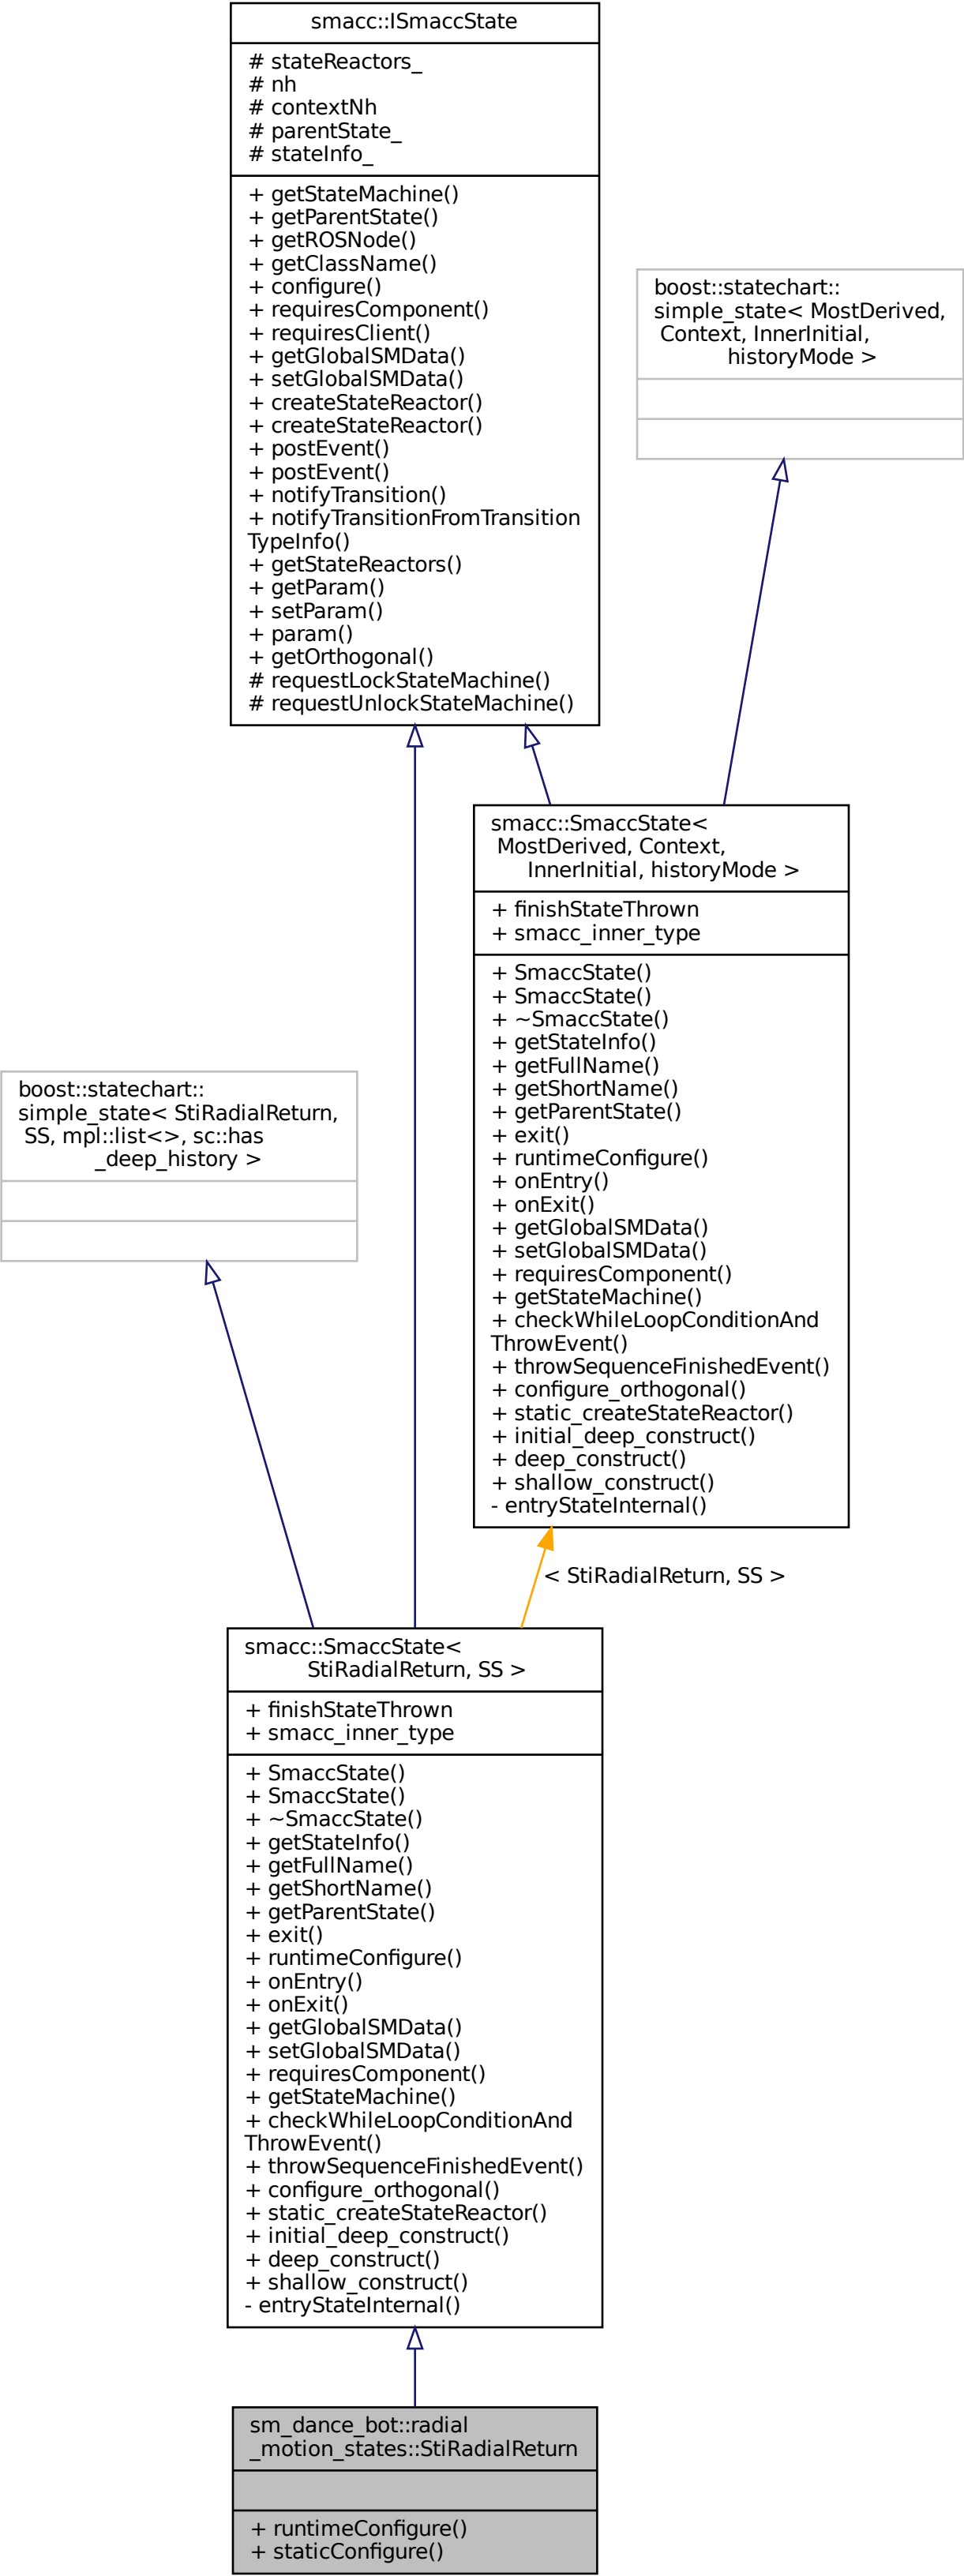 smacc::ISmaccState
# stateReactors_
# nh
# contextNh
# parentState_
# stateInfo_
+ getStateMachine()
+ getParentState()
+ getROSNode()
+ getClassName()
+ configure()
+ requiresComponent()
+ requiresClient()
+ getGlobalSMData()
+ setGlobalSMData()
+ createStateReactor()
+ createStateReactor()
+ postEvent()
+ postEvent()
+ notifyTransition()
+ notifyTransitionFromTransition
TypeInfo()
+ getStateReactors()
+ getParam()
+ setParam()
+ param()
+ getOrthogonal()
# requestLockStateMachine()
# requestUnlockStateMachine()
boost::statechart::
simple_state< MostDerived,
Context, InnerInitial,
historyMode >
smacc::SmaccState<
MostDerived, Context,
InnerInitial, historyMode >
+ finishStateThrown
+ smacc_inner_type
+ SmaccState()
+ SmaccState()
+ ~SmaccState()
+ getStateInfo()
+ getFullName()
+ getShortName()
+ getParentState()
+ exit()
+ runtimeConfigure()
+ onEntry()
+ onExit()
+ getGlobalSMData()
+ setGlobalSMData()
+ requiresComponent()
+ getStateMachine()
+ checkWhileLoopConditionAnd
ThrowEvent()
+ throwSequenceFinishedEvent()
+ configure_orthogonal()
+ static_createStateReactor()
+ initial_deep_construct()
+ deep_construct()
+ shallow_construct()
- entryStateInternal()
boost::statechart::
simple_state< StiRadialReturn,
SS, mpl::list<>, sc::has
_deep_history >
< StiRadialReturn, SS >
smacc::SmaccState<
StiRadialReturn, SS >
+ finishStateThrown
+ smacc_inner_type
+ SmaccState()
+ SmaccState()
+ ~SmaccState()
+ getStateInfo()
+ getFullName()
+ getShortName()
+ getParentState()
+ exit()
+ runtimeConfigure()
+ onEntry()
+ onExit()
+ getGlobalSMData()
+ setGlobalSMData()
+ requiresComponent()
+ getStateMachine()
+ checkWhileLoopConditionAnd
ThrowEvent()
+ throwSequenceFinishedEvent()
+ configure_orthogonal()
+ static_createStateReactor()
+ initial_deep_construct()
+ deep_construct()
+ shallow_construct()
- entryStateInternal()
sm_dance_bot::radial
_motion_states::StiRadialReturn
+ runtimeConfigure()
+ staticConfigure()